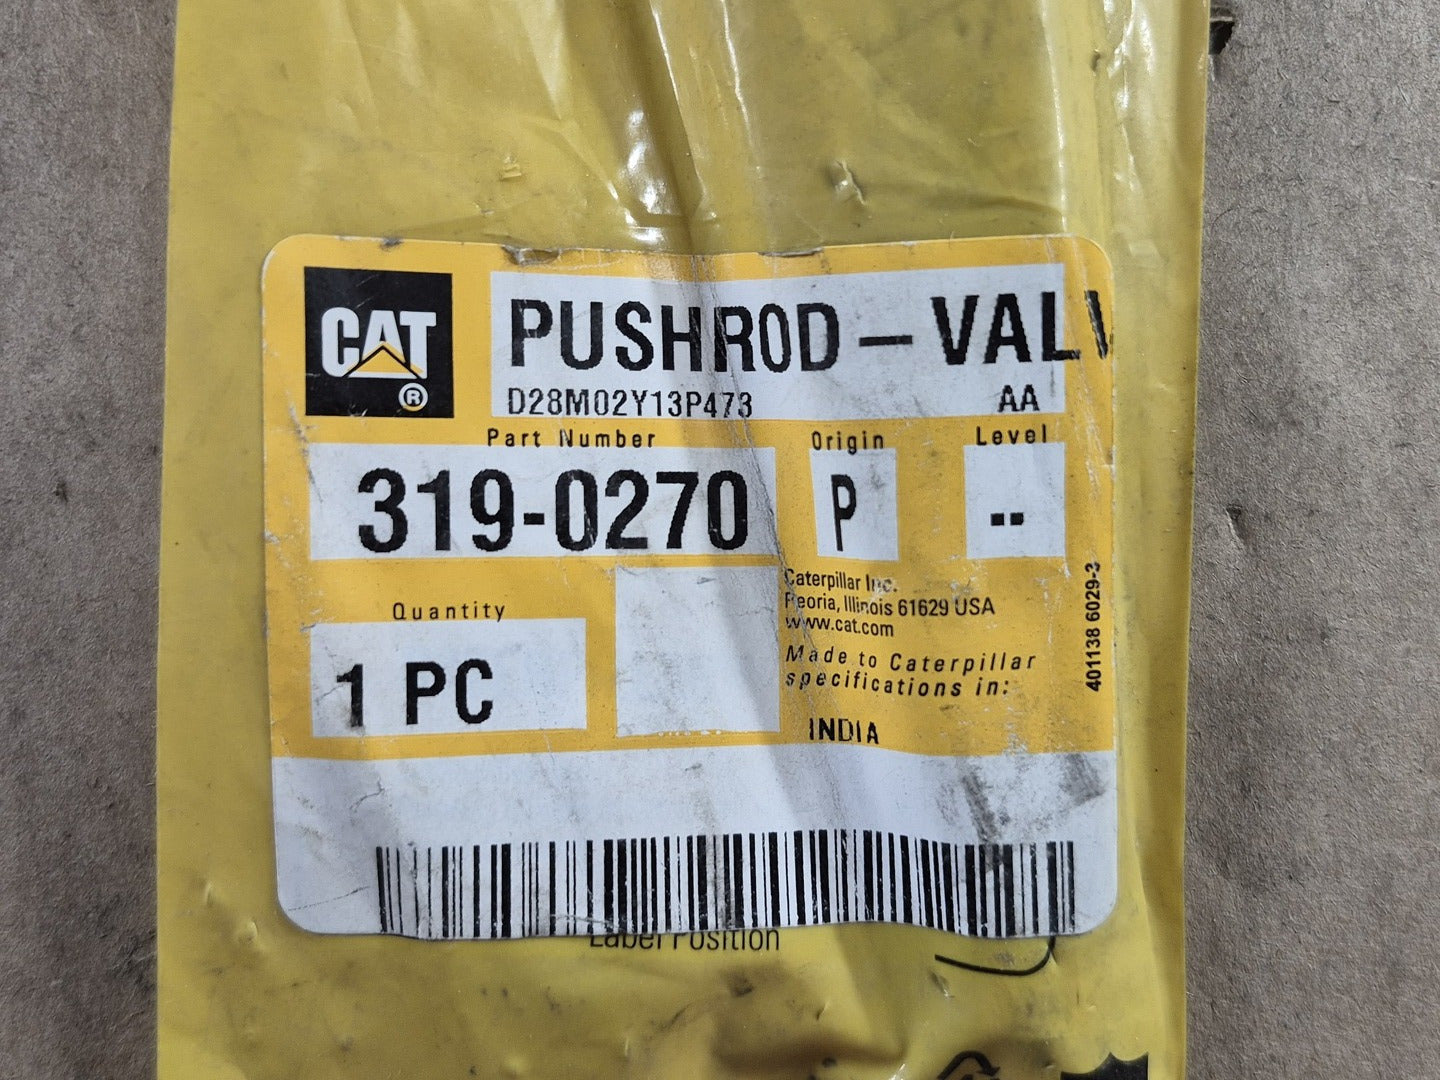 CAT
®
PUSHROD-VALV
D28M02Y13P473 AA
Part Number Origin Level
319-0270 P --
Quantity
1 PC
Caterpillar Inc.
Peoria, Illinois 61629 USA
www.cat.com
Made to Caterpillar
specifications in:
INDIA
401138 6029-3
Label Position